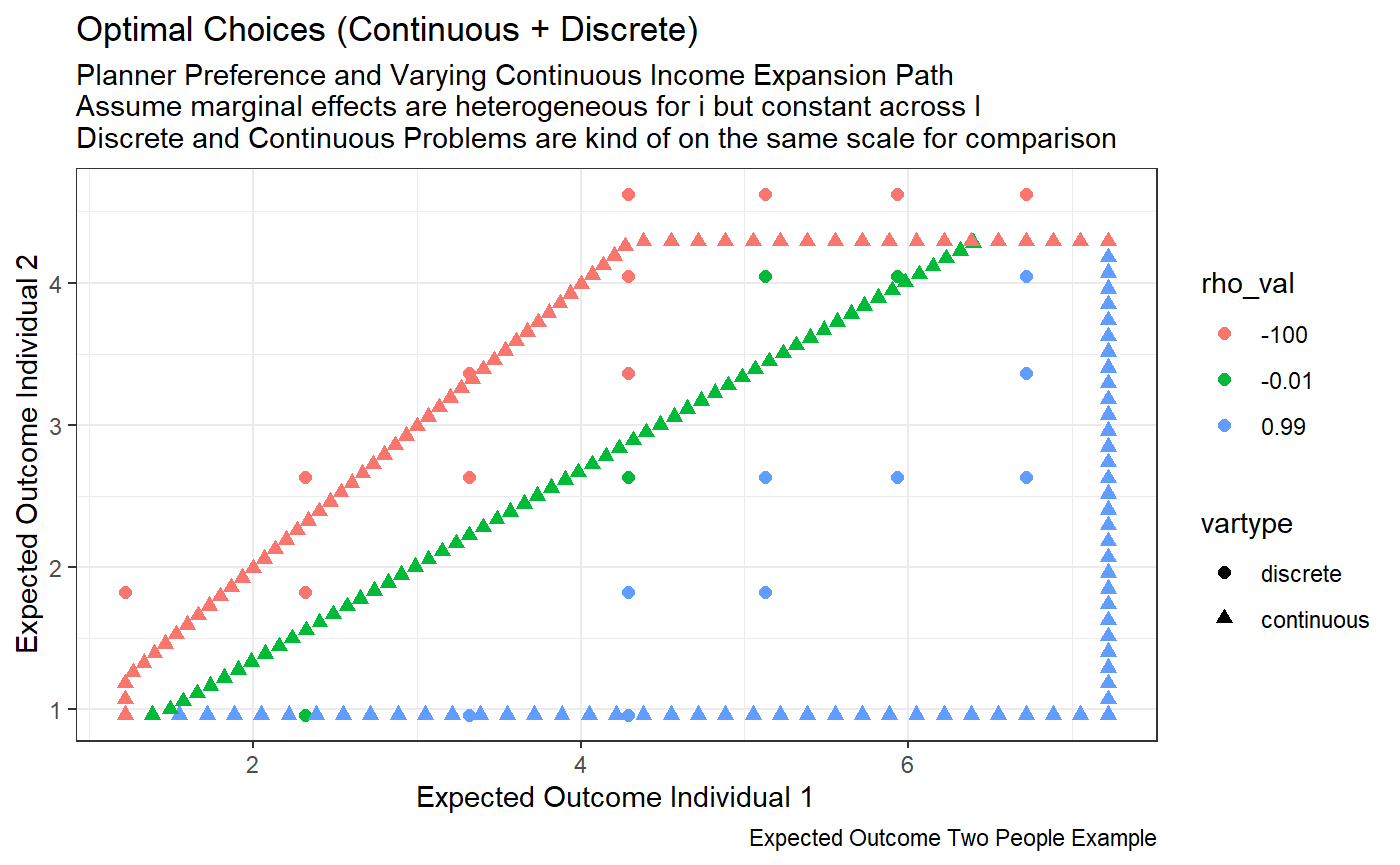 Optimal Choices (Continuous + Discrete)
Planner Preference and Varying Continuous Income Expansion Path
Assume marginal effects are heterogeneous for i but constant across l
Discrete and Continuous Problems are kind of on the same scale for comparison
Expected Outcome Individual 2
4
3
2
1
2
4
6
Expected Outcome Individual 1
Expected Outcome Two People Example
rho_val
-100
-0.01
0.99
vartype
discrete
continuous